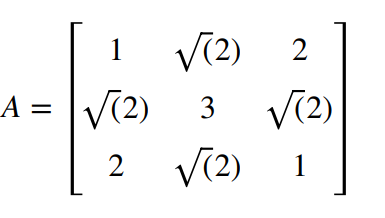 1 √(2) 2
A = √(2) 3 √(2)
2 √(2) 1